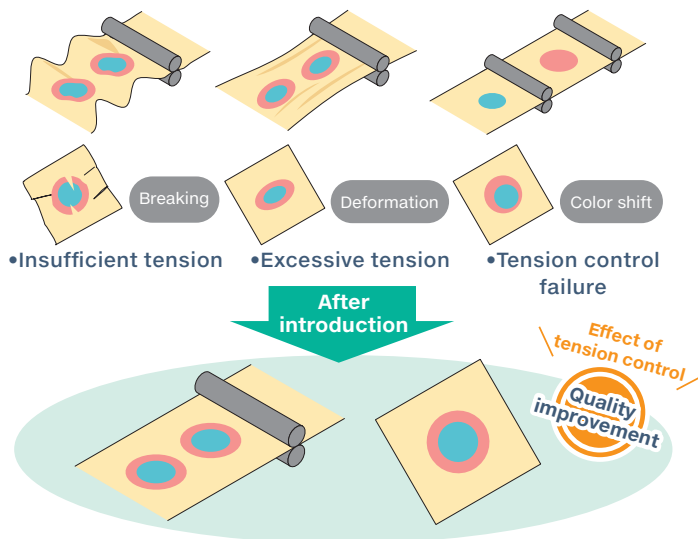 Breaking
Deformation
Color shift
•Insufficient tension
•Excessive tension
•Tension control
failure
After
introduction
Effect of
tension control
Quality
improvement